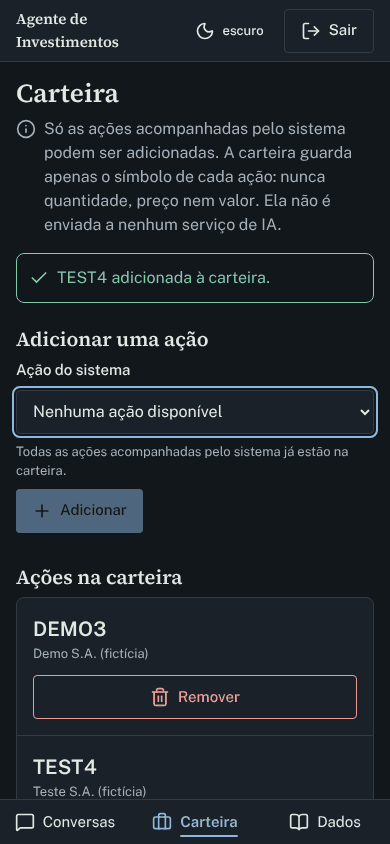 Agente de
Investimentos
escuro
Sair
Carteira
Só as ações acompanhadas pelo sistema
podem ser adicionadas. A carteira guarda
apenas o símbolo de cada ação: nunca
quantidade, preço nem valor. Ela não é
enviada a nenhum serviço de IA.
TEST4 adicionada à carteira.
Adicionar uma ação
Ação do sistema
Nenhuma ação disponível
Todas as ações acompanhadas pelo sistema já estão na
carteira.
Adicionar
Ações na carteira
DEMO3
Demo S.A. (fictícia)
Remover
TEST4
Teste S.A. (fictícia)
Conversas
Carteira
Dados